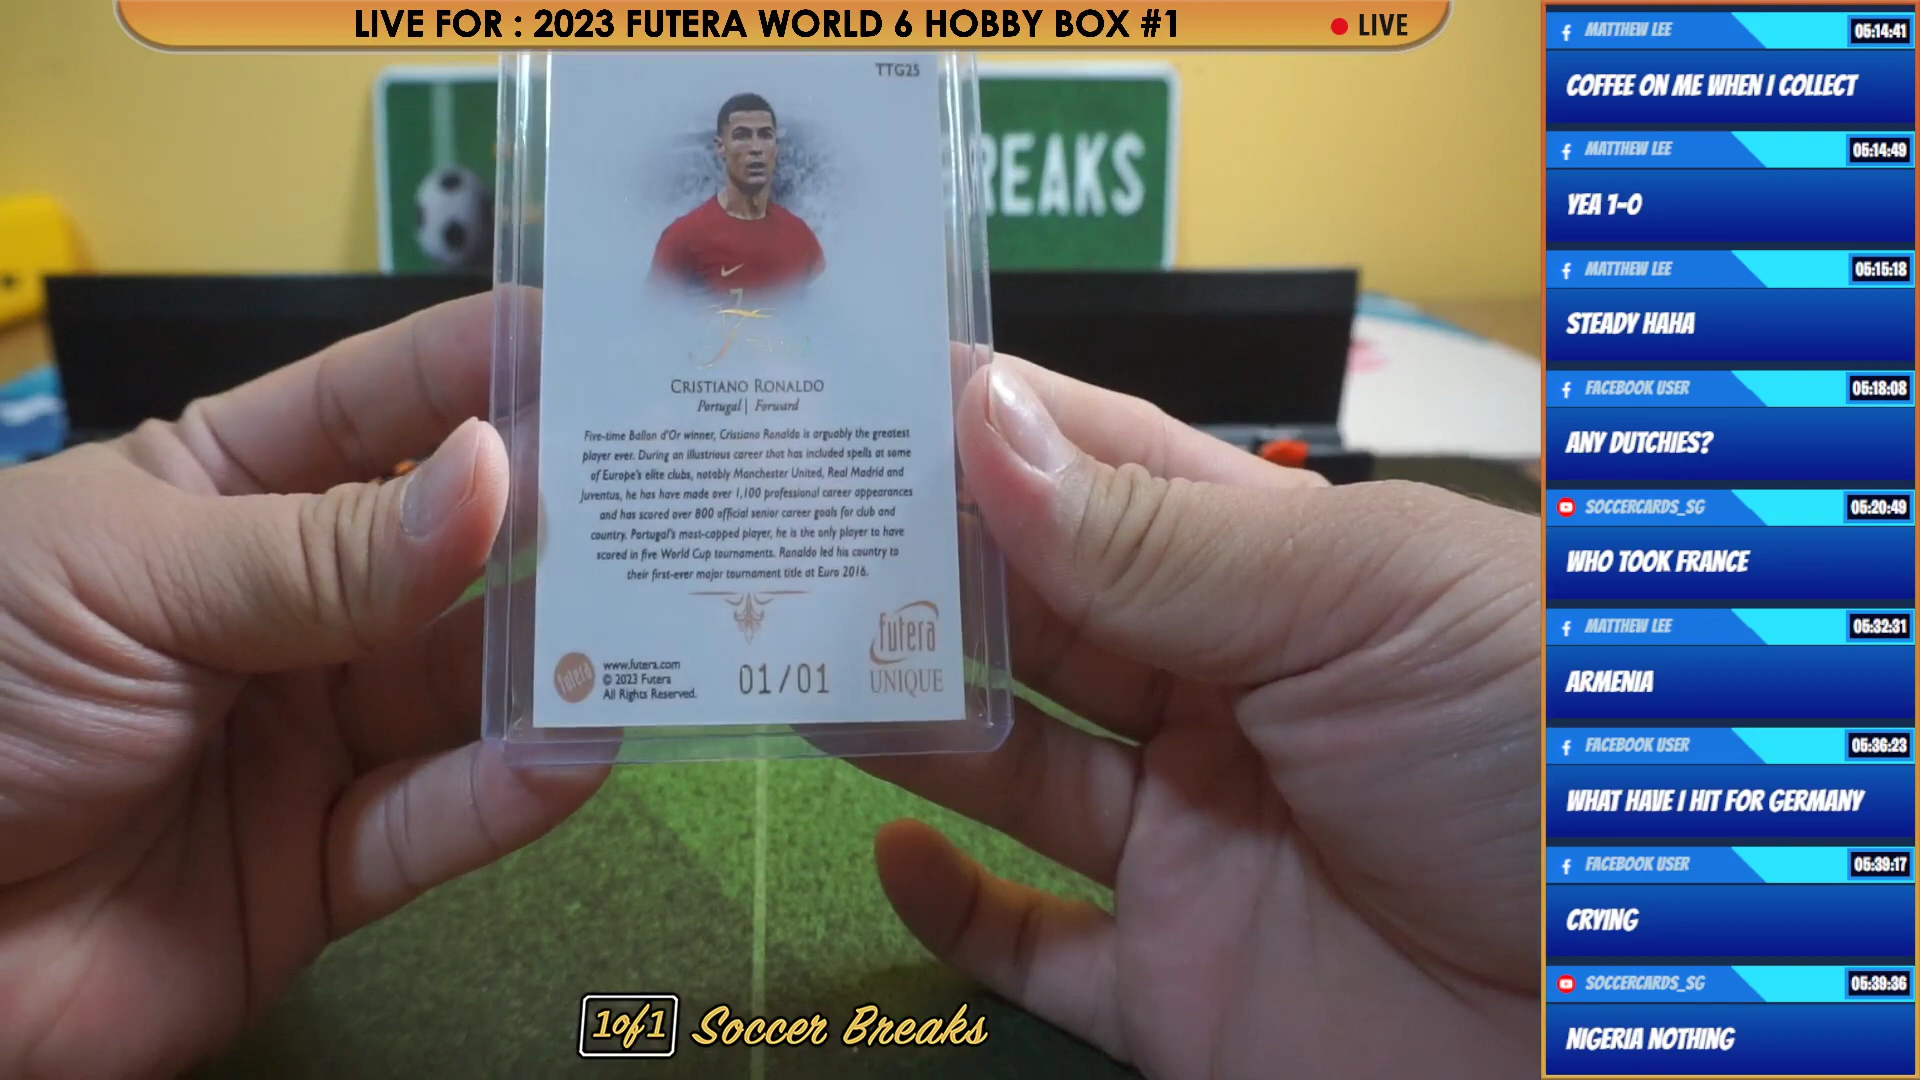 LIVE FOR : 2023 FUTERA WORLD 6 HOBBY BOX #1
LIVE
TTG25
REAKS
CRISTIANO RONALDO
Portugal | Forward
Five-time Ballon d'Or winner, Cristiano Ronaldo is arguably the greatest
player ever. During an illustrious career that has included spells at some
of Europe's elite clubs, notably Manchester United, Real Madrid and
Juventus, he has have made over 1,100 professional career appearances
and has scored over 800 official senior career goals for club and
country. Portugal's most-capped player, he is the only player to have
scored in five World Cup tournaments. Ronaldo led his country to
their first-ever major tournament title at Euro 2016.
futera
www.futera.com
© 2023 Futera
All Rights Reserved.
01/01
futera
UNIQUE
1of1 Soccer Breaks
MATTHEW LEE 05:14:41
COFFEE ON ME WHEN I COLLECT
MATTHEW LEE 05:14:49
YEA 1-0
MATTHEW LEE 05:15:18
STEADY HAHA
FACEBOOK USER 05:18:08
ANY DUTCHIES?
SOCCERCARDS_SG 05:20:49
WHO TOOK FRANCE
MATTHEW LEE 05:32:31
ARMENIA
FACEBOOK USER 05:36:23
WHAT HAVE I HIT FOR GERMANY
FACEBOOK USER 05:39:17
CRYING
SOCCERCARDS_SG 05:39:36
NIGERIA NOTHING